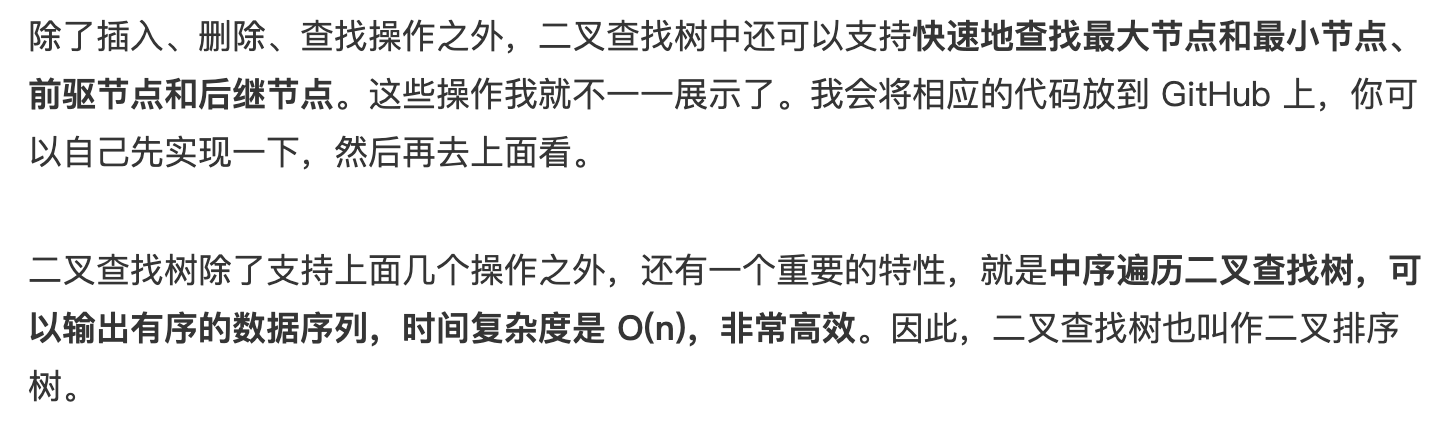 除了插入、删除、查找操作之外，二叉查找树中还可以支持快速地查找最大节点和最小节点、
前驱节点和后继节点。这些操作我就不一一展示了。我会将相应的代码放到 GitHub 上，你可
以自己先实现一下，然后再去上面看。
二叉查找树除了支持上面几个操作之外，还有一个重要的特性，就是中序遍历二叉查找树，可
以输出有序的数据序列，时间复杂度是 O(n)，非常高效。因此，二叉查找树也叫作二叉排序
树。